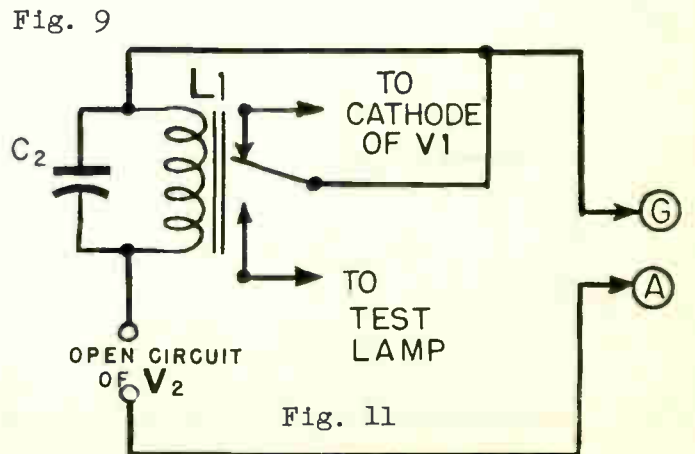 Fig. 9
L1
TO
CATHODE
OF V1
C2
G
A
TO
TEST
LAMP
OPEN CIRCUIT
OF V2
Fig. 11